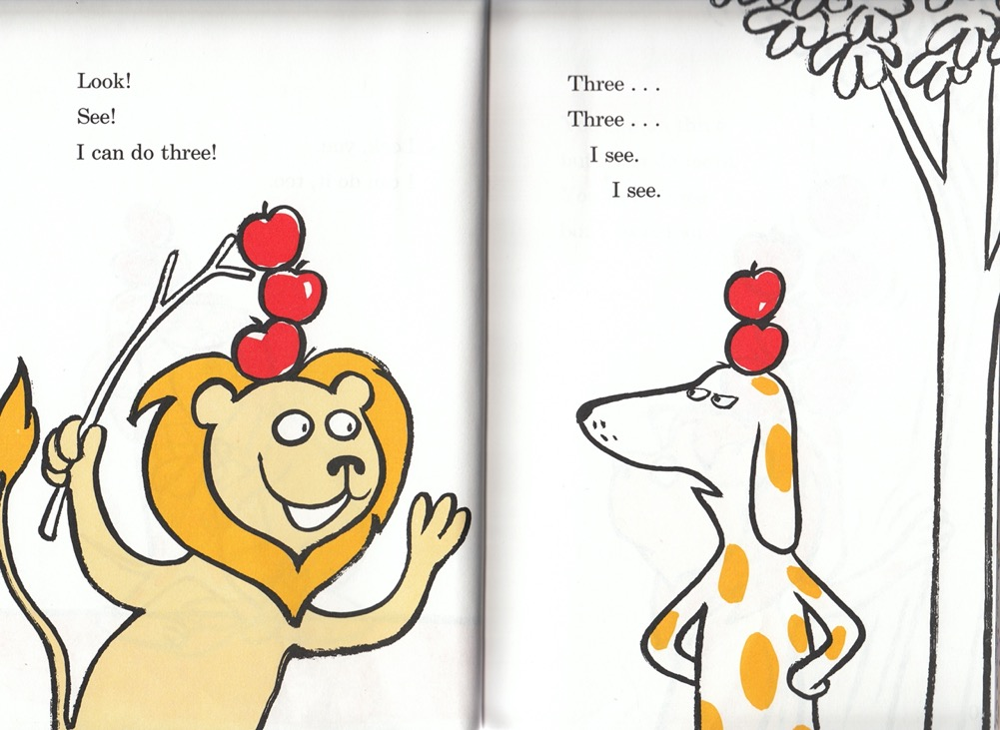 Look!
See!
I can do three!
Three . . .
Three . . .
I see.
I see.